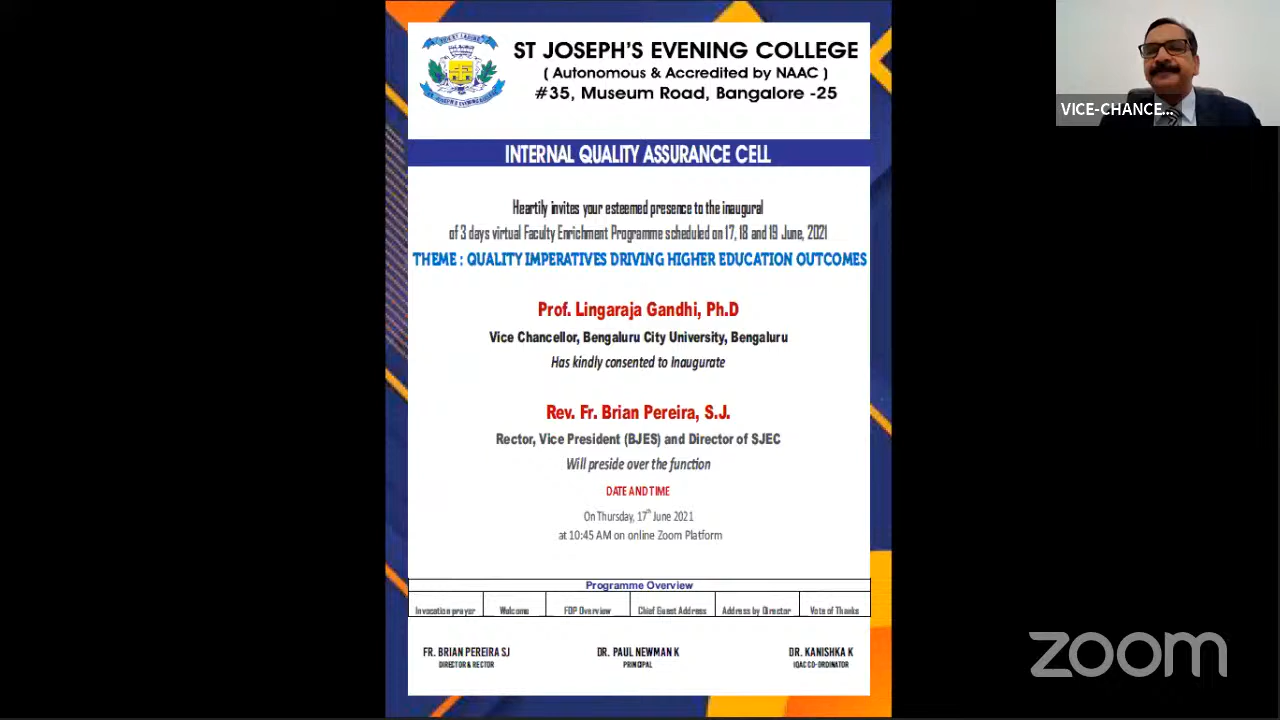 ST JOSEPH'S EVENING COLLEGE
( Autonomous & Accredited by NAAC )
#35, Museum Road, Bangalore -25
ST. JOSEPH'S EVENING COLLEGE
VICE-CHANCE...
INTERNAL QUALITY ASSURANCE CELL
Heartily invites your esteemed presence to the inaugural
of 3 days virtual Faculty Enrichment Programme scheduled on 17, 18 and 19 June, 2021
THEME : QUALITY IMPERATIVES DRIVING HIGHER EDUCATION OUTCOMES
Prof. Lingaraja Gandhi, Ph.D
Vice Chancellor, Bengaluru City University, Bengaluru
Has kindly consented to Inaugurate
Rev. Fr. Brian Pereira, S.J.
Rector, Vice President (BJES) and Director of SJEC
Will preside over the function
DATE AND TIME
On Thursday, 17th June 2021
at 10:45 AM on online Zoom Platform
Programme Overview
Invocation prayer Welcome FDP Overview Chief Guest Address Address by Director Vote of Thanks
FR. BRIAN PEREIRA SJ DR. PAUL NEWMAN K DR. KANISHKA K
DIRECTOR & RECTOR PRINCIPAL IQAC CO-ORDINATOR
zoom